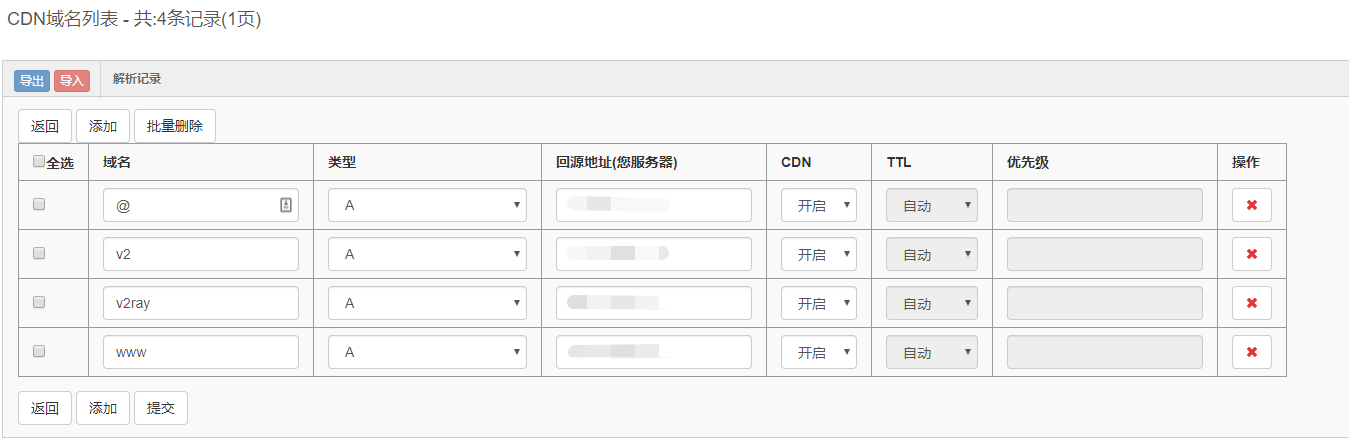 CDN域名列表 - 共:4条记录(1页)
导出 导入 解析记录
返回 添加 批量删除
全选 域名 类型 回源地址(您服务器) CDN TTL 优先级 操作
@ A 开启 自动
v2 A 开启 自动
v2ray A 开启 自动
www A 开启 自动
返回 添加 提交